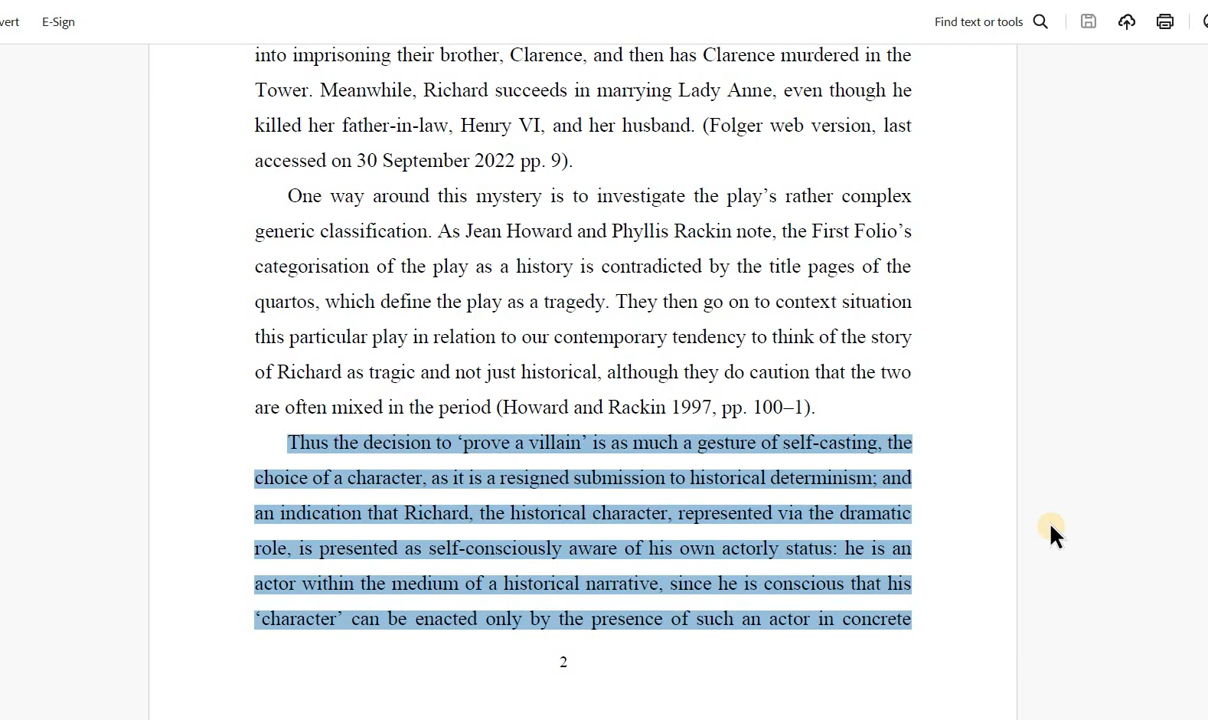 vert E-Sign Find text or tools
into imprisoning their brother, Clarence, and then has Clarence murdered in the
Tower. Meanwhile, Richard succeeds in marrying Lady Anne, even though he
killed her father-in-law, Henry VI, and her husband. (Folger web version, last
accessed on 30 September 2022 pp. 9).
One way around this mystery is to investigate the play’s rather complex
generic classification. As Jean Howard and Phyllis Rackin note, the First Folio’s
categorisation of the play as a history is contradicted by the title pages of the
quartos, which define the play as a tragedy. They then go on to context situation
this particular play in relation to our contemporary tendency to think of the story
of Richard as tragic and not just historical, although they do caution that the two
are often mixed in the period (Howard and Rackin 1997, pp. 100–1).
Thus the decision to ‘prove a villain’ is as much a gesture of self-casting, the
choice of a character, as it is a resigned submission to historical determinism; and
an indication that Richard, the historical character, represented via the dramatic
role, is presented as self-consciously aware of his own actorly status: he is an
actor within the medium of a historical narrative, since he is conscious that his
‘character’ can be enacted only by the presence of such an actor in concrete
2